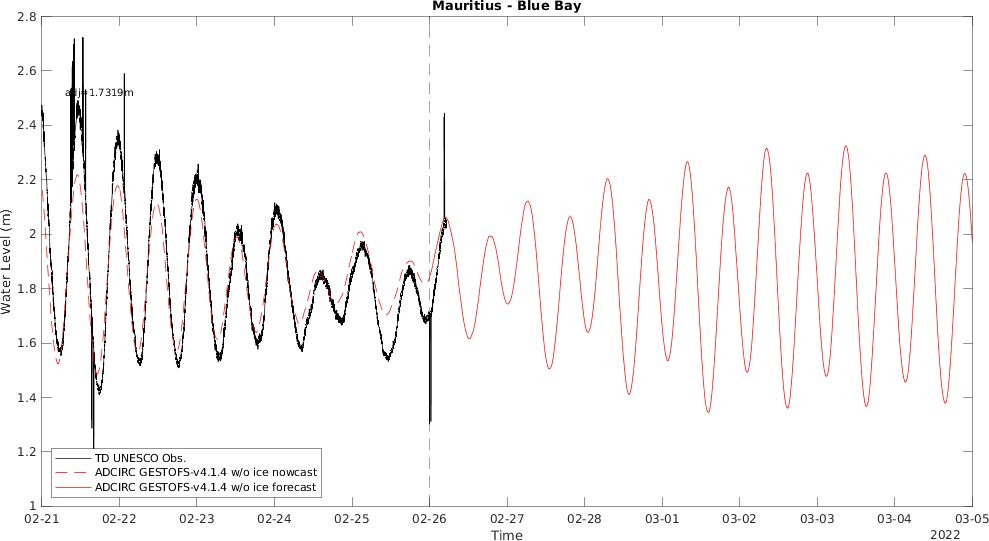 Mauritius - Blue Bay
2.8
2.6
2.4
2.2
2
1.8
1.6
1.4
1.2
1
Water Level (m)
adj=1.7319m
TD UNESCO Obs.
ADCIRC GESTOFS-v4.1.4 w/o ice nowcast
ADCIRC GESTOFS-v4.1.4 w/o ice forecast
02-21 02-22 02-23 02-24 02-25 02-26 02-27 02-28 03-01 03-02 03-03 03-04 03-05
Time
2022